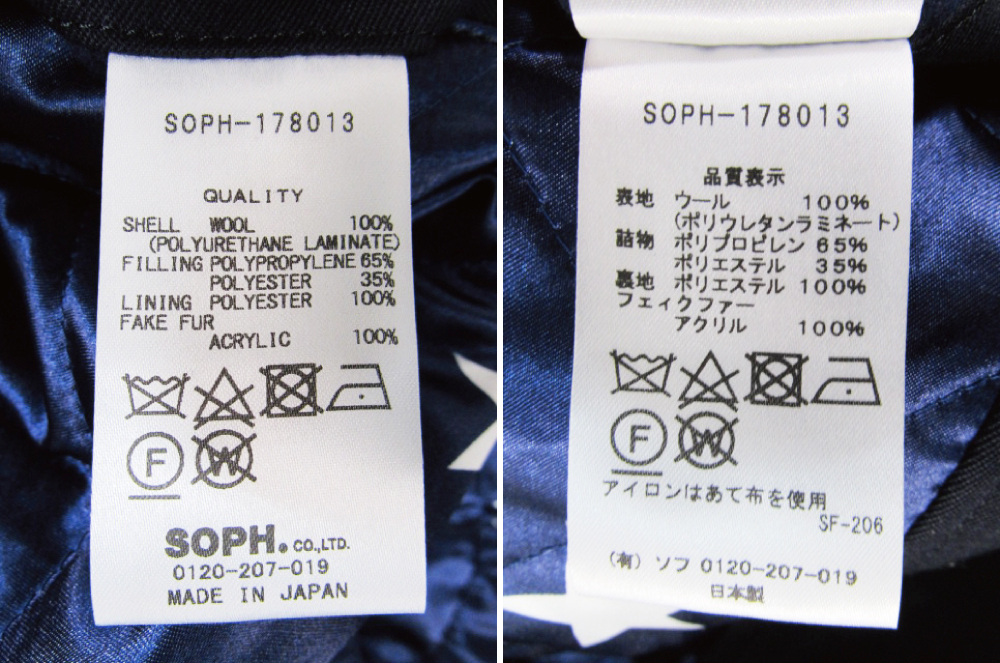 SOPH-178013
QUALITY
SHELL WOOL 100%
(POLYURETHANE LAMINATE)
FILLING POLYPROPYLENE 65%
POLYESTER 35%
LINING POLYESTER 100%
FAKE FUR
ACRYLIC 100%
F W
SOPH. CO.,LTD.
0120-207-019
MADE IN JAPAN
SOPH-178013
品質表示
表地 ウール 100%
(ポリウレタンラミネート)
詰物 ポリプロピレン 65%
ポリエステル 35%
裏地 ポリエステル 100%
フェイクファー
アクリル 100%
F W
アイロンはあて布を使用
SF-206
(有) ソフ 0120-207-019
日本製